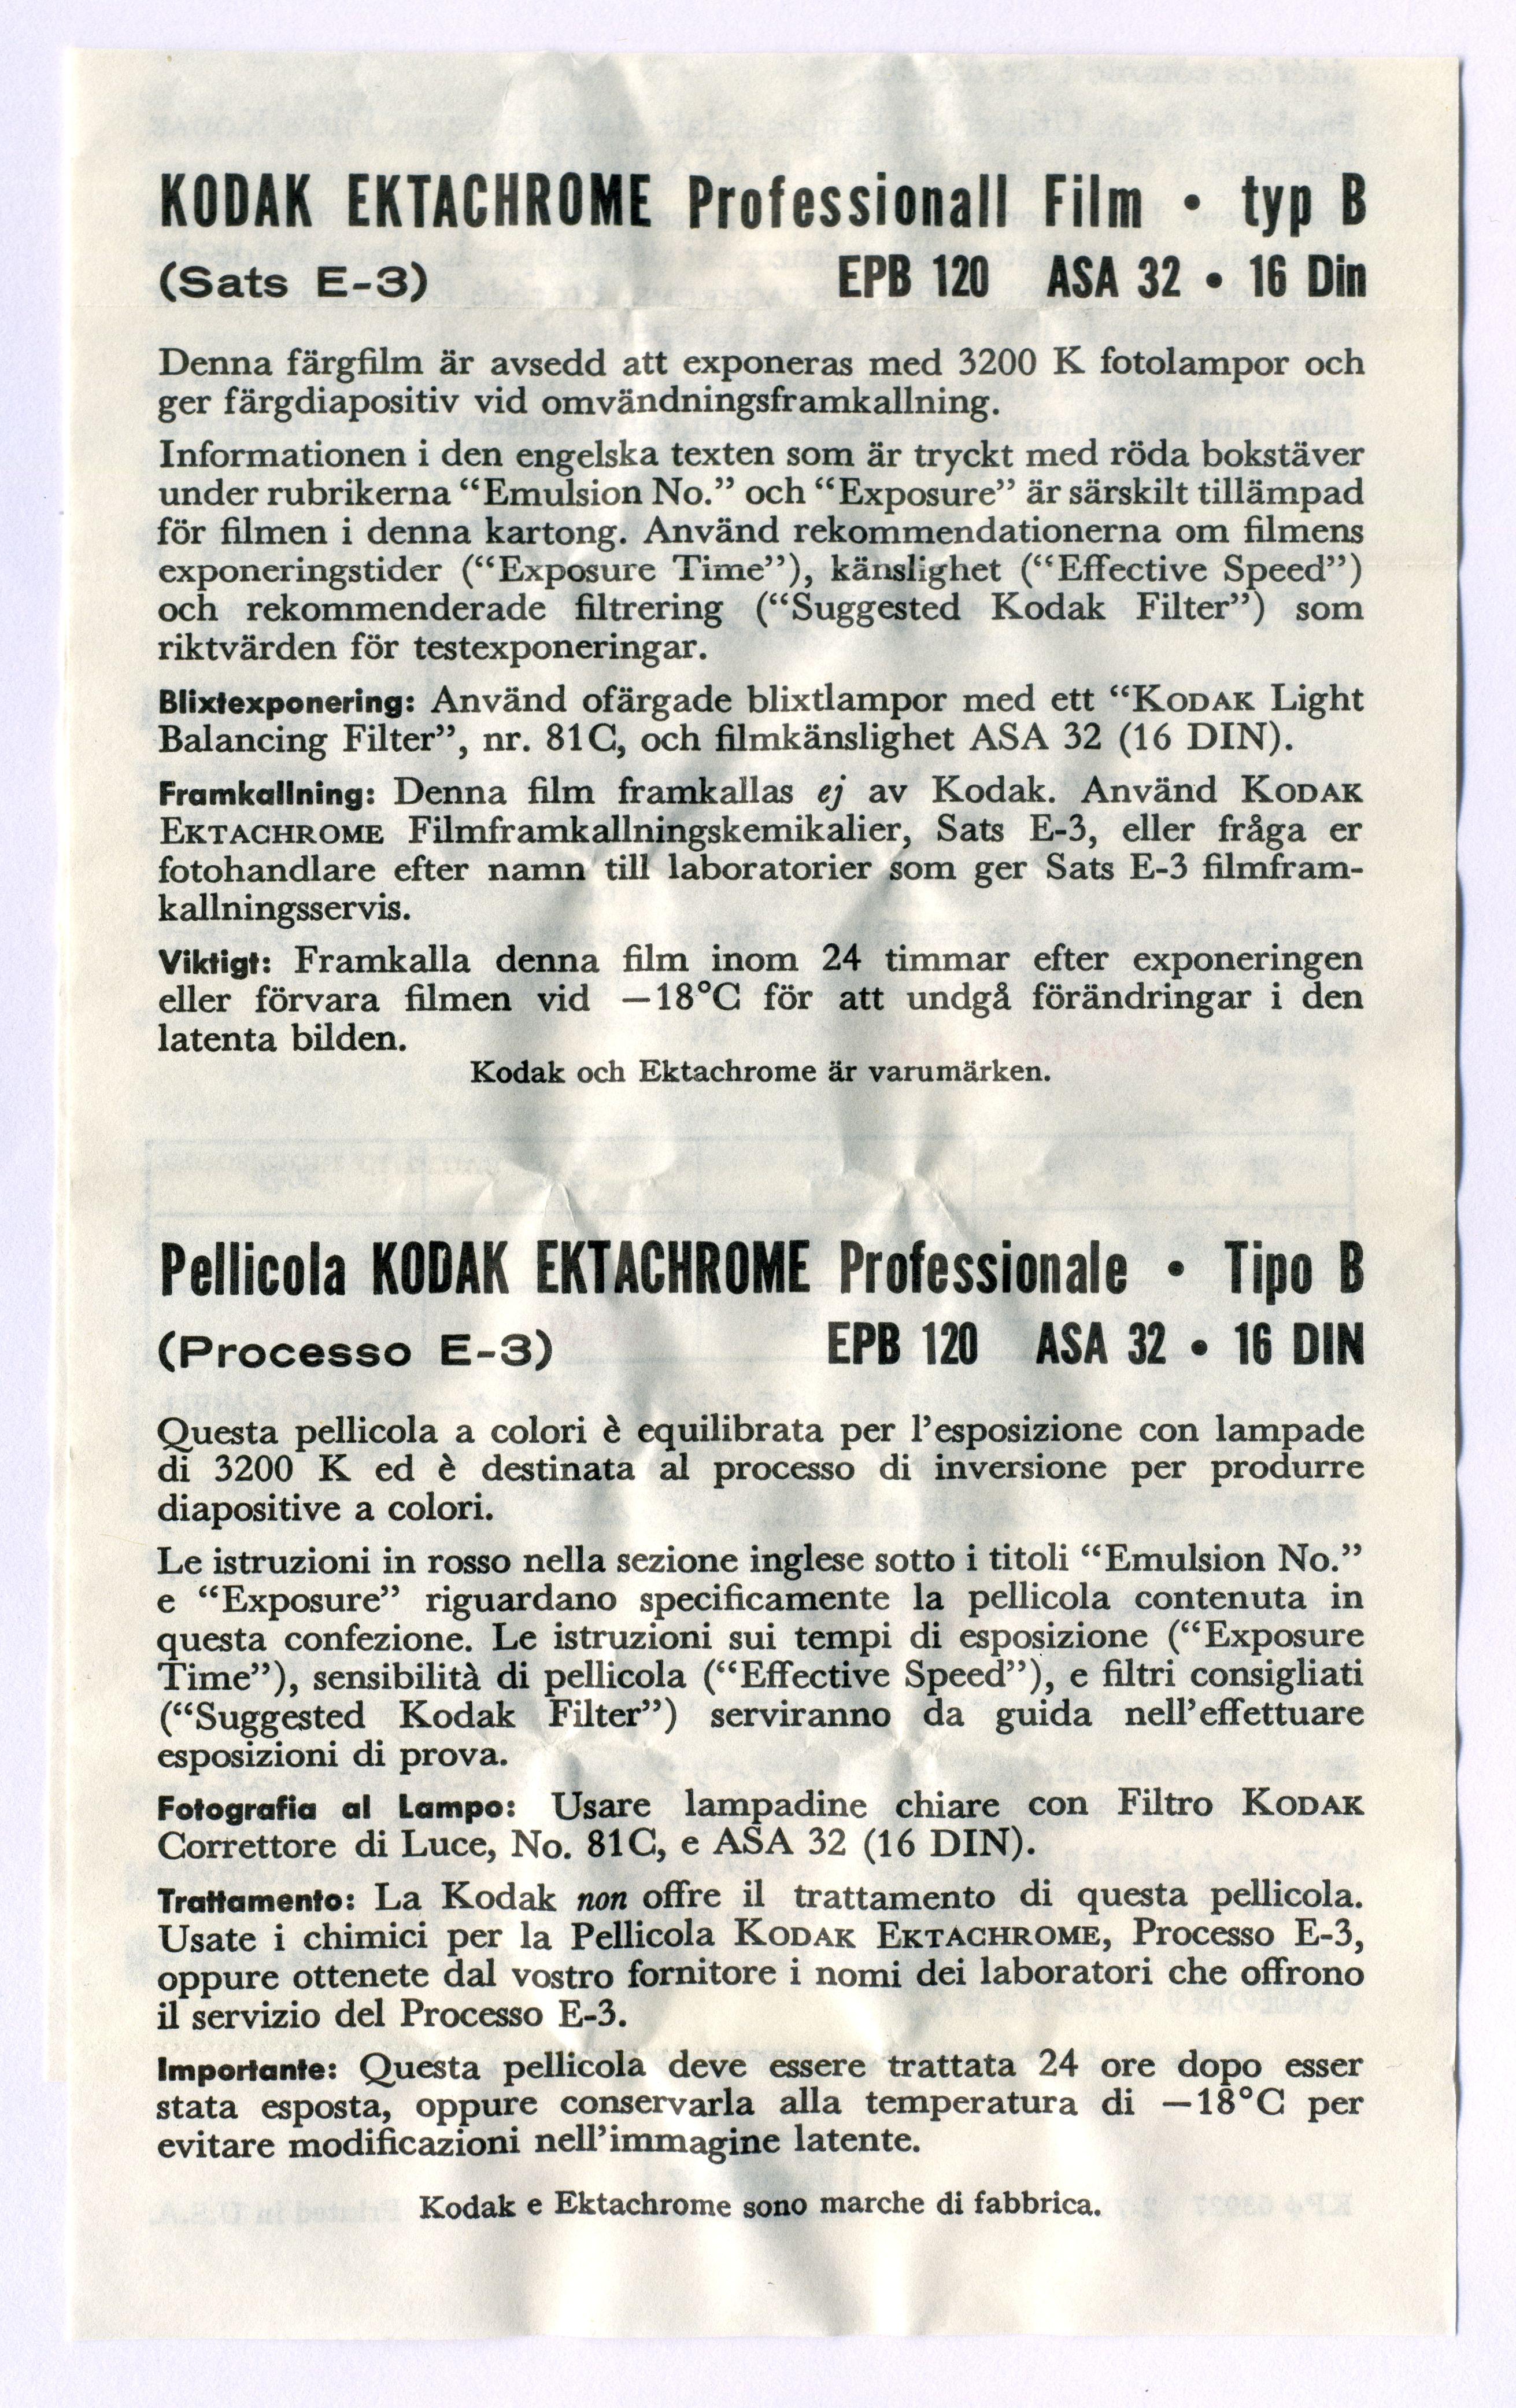 KODAK EKTACHROME Professionall Film • typ B
(Sats E-3) EPB 120 ASA 32 • 16 Din
Denna färgfilm är avsedd att exponeras med 3200 K fotolampor och
ger färgdiapositiv vid omvändningsframkallning.
Informationen i den engelska texten som är tryckt med röda bokstäver
under rubrikerna “Emulsion No.” och “Exposure” är särskilt tillämpad
för filmen i denna kartong. Använd rekommendationerna om filmens
exponeringstider (“Exposure Time”), känslighet (“Effective Speed”)
och rekommenderade filtrering (“Suggested Kodak Filter”) som
riktvärden för testexponeringar.
Blixtexponering: Använd ofärgade blixtlampor med ett “KODAK Light
Balancing Filter”, nr. 81C, och filmkänslighet ASA 32 (16 DIN).
Framkallning: Denna film framkallas ej av Kodak. Använd KODAK
EKTACHROME Filmframkallningskemikalier, Sats E-3, eller fråga er
fotohandlare efter namn till laboratorier som ger Sats E-3 filmfram-
kallningsservis.
Viktigt: Framkalla denna film inom 24 timmar efter exponeringen
eller förvara filmen vid —18°C för att undgå förändringar i den
latenta bilden.
Kodak och Ektachrome är varumärken.
Pellicola KODAK EKTACHROME Professionale • Tipo B
(Processo E-3) EPB 120 ASA 32 • 16 DIN
Questa pellicola a colori è equilibrata per l’esposizione con lampade
di 3200 K ed è destinata al processo di inversione per produrre
diapositive a colori.
Le istruzioni in rosso nella sezione inglese sotto i titoli “Emulsion No.”
e “Exposure” riguardano specificamente la pellicola contenuta in
questa confezione. Le istruzioni sui tempi di esposizione (“Exposure
Time”), sensibilità di pellicola (“Effective Speed”), e filtri consigliati
(“Suggested Kodak Filter”) serviranno da guida nell’effettuare
esposizioni di prova.
Fotografia al Lampo: Usare lampadine chiare con Filtro KODAK
Correttore di Luce, No. 81C, e ASA 32 (16 DIN).
Trattamento: La Kodak non offre il trattamento di questa pellicola.
Usate i chimici per la Pellicola KODAK EKTACHROME, Processo E-3,
oppure ottenete dal vostro fornitore i nomi dei laboratori che offrono
il servizio del Processo E-3.
Importante: Questa pellicola deve essere trattata 24 ore dopo esser
stata esposta, oppure conservarla alla temperatura di —18°C per
evitare modificazioni nell’immagine latente.
Kodak e Ektachrome sono marche di fabbrica.